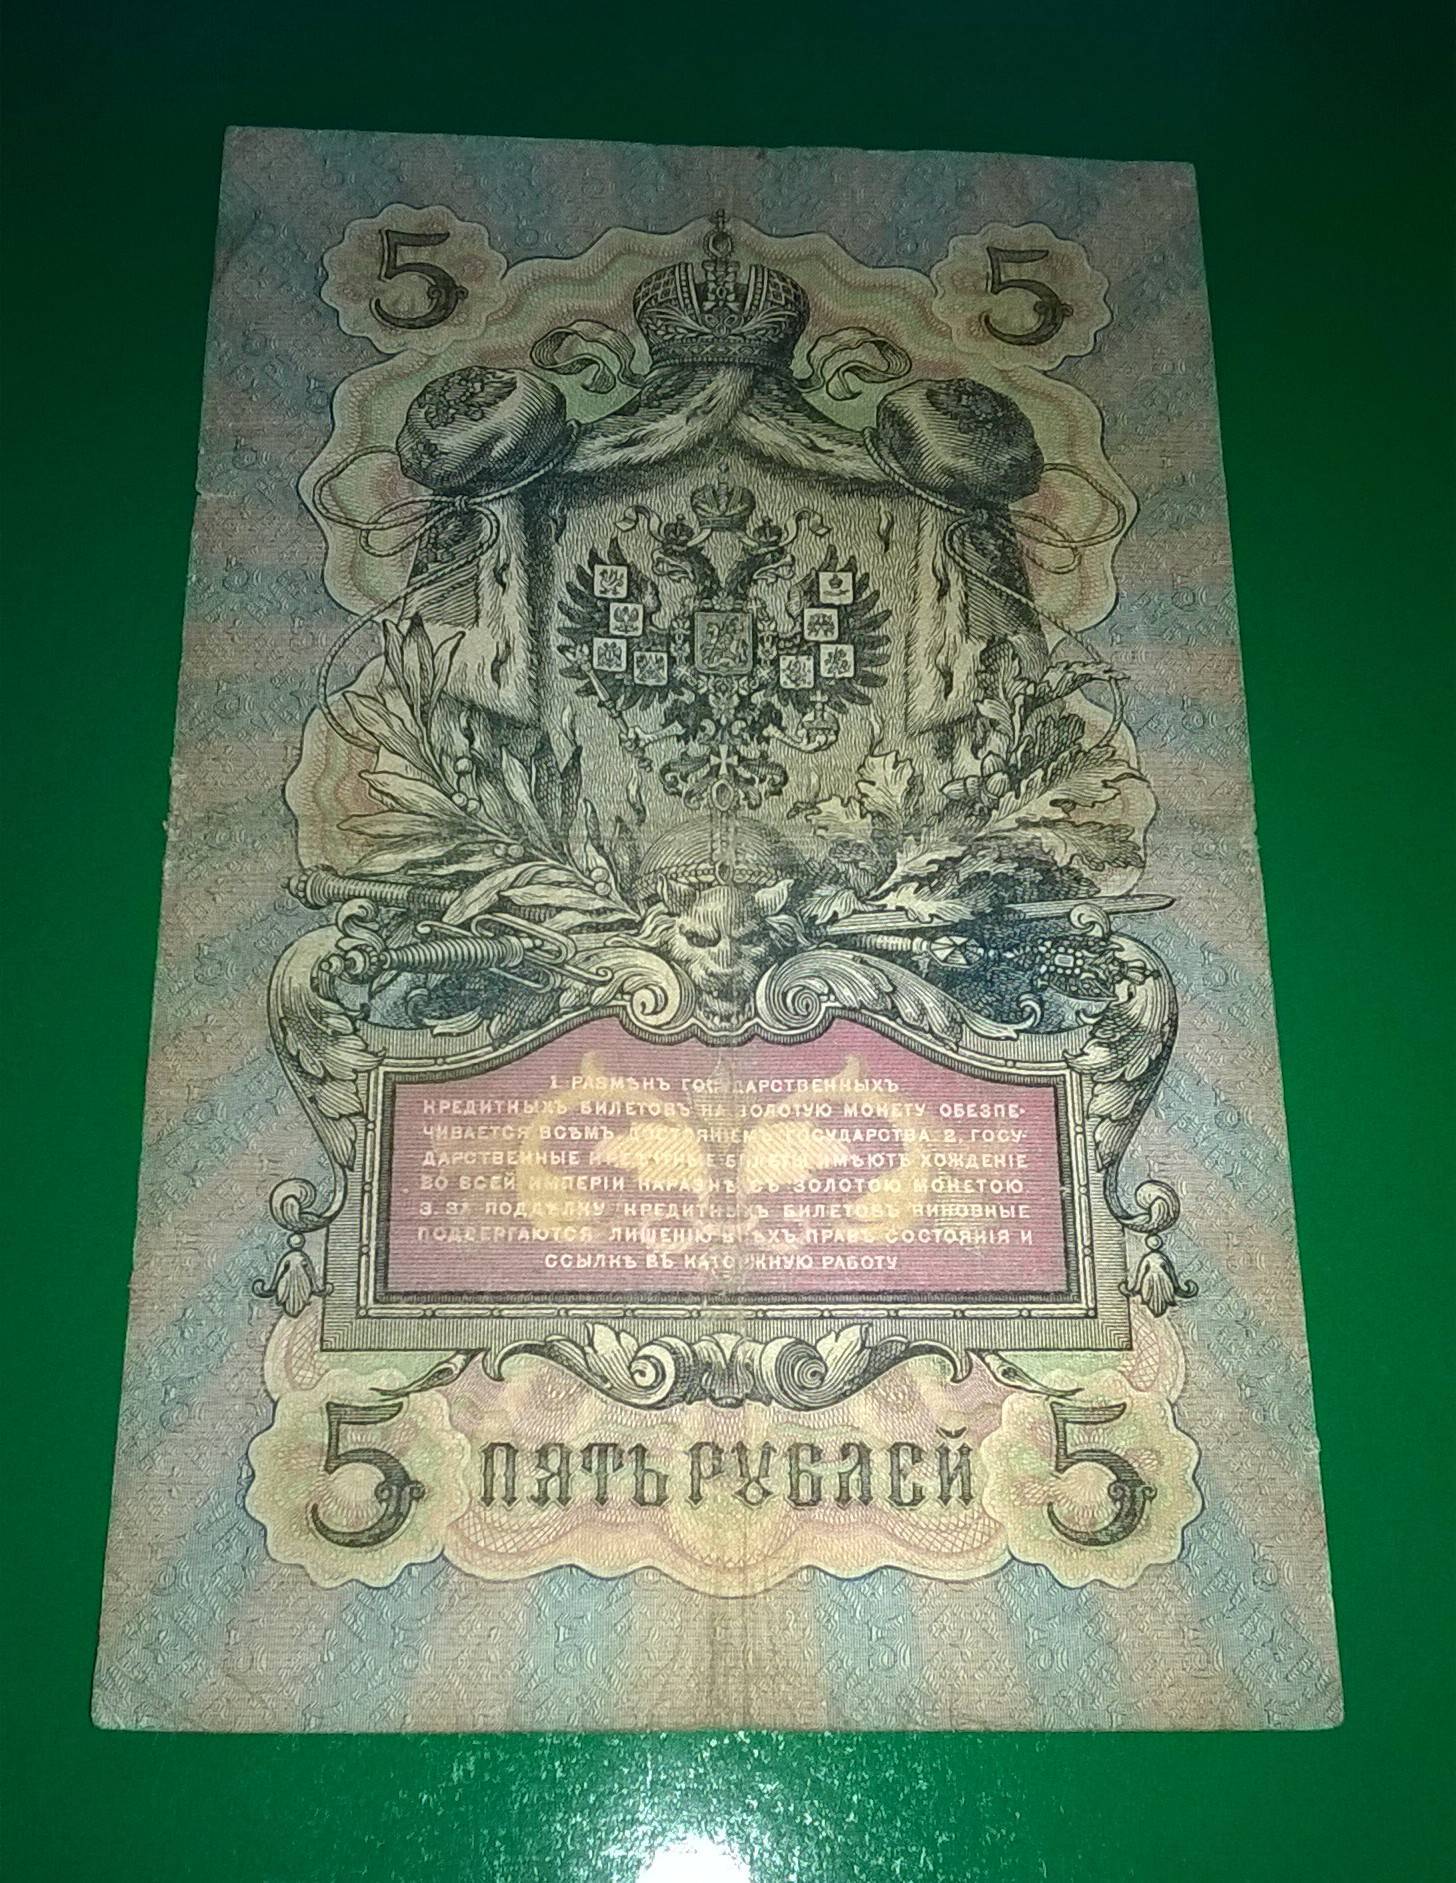 5 5
1. РАЗМѢНЪ ГОСУДАРСТВЕННЫХЪ
КРЕДИТНЫХЪ БИЛЕТОВЪ НА ЗОЛОТУЮ МОНЕТУ ОБЕЗПЕ-
ЧИВАЕТСЯ ВСѢМЪ ДОСТОЯНІЕМЪ ГОСУДАРСТВА. 2. ГОСУ-
ДАРСТВЕННЫЕ КРЕДИТНЫЕ БИЛЕТЫ ИМѢЮТЪ ХОЖДЕНІЕ
ВО ВСЕЙ ИМПЕРІИ НАРАВНѢ СЪ ЗОЛОТОЮ МОНЕТОЮ
3. ЗА ПОДДѢЛКУ КРЕДИТНЫХЪ БИЛЕТОВЪ ВИНОВНЫЕ
ПОДВЕРГАЮТСЯ ЛИШЕНІЮ ВСѢХЪ ПРАВЪ СОСТОЯНІЯ И
ССЫЛКѢ ВЪ КАТОРЖНУЮ РАБОТУ
5 ПЯТЬ РУБЛЕЙ 5